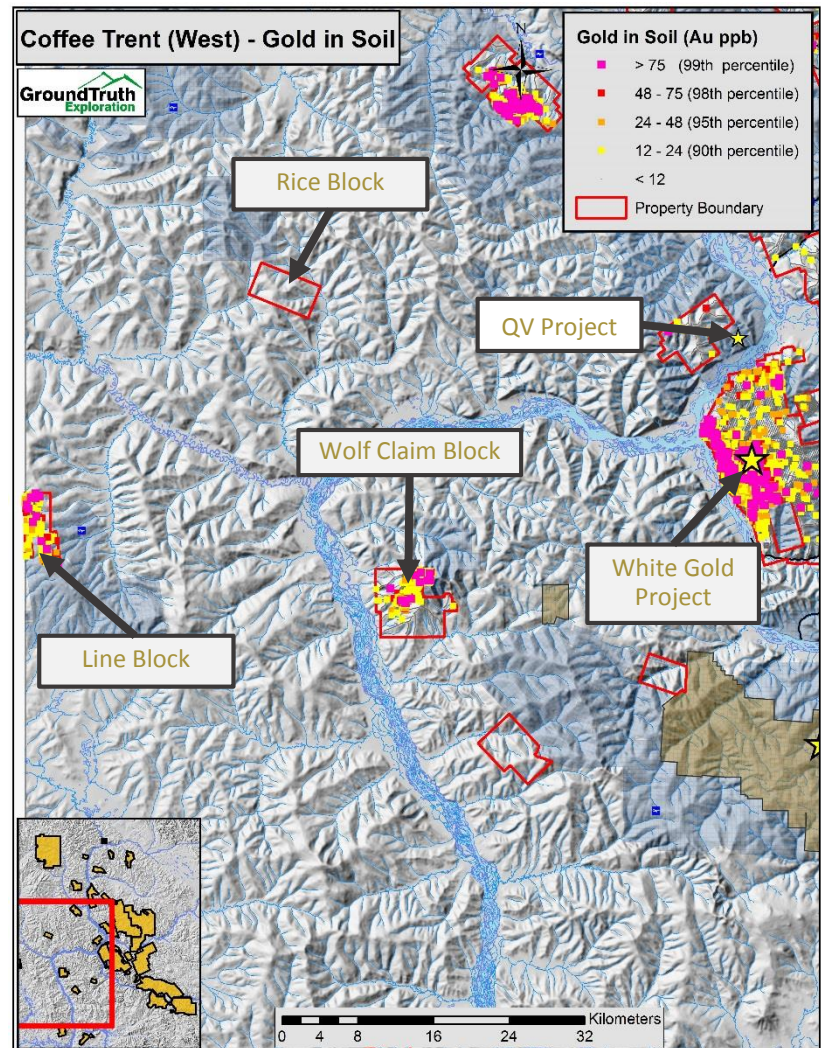 Coffee Trent (West) - Gold in Soil
GroundTruth
Exploration
N
Gold in Soil (Au ppb)
> 75 (99th percentile)
48 - 75 (98th percentile)
24 - 48 (95th percentile)
12 - 24 (90th percentile)
< 12
Property Boundary
Rice Block
QV Project
Wolf Claim Block
White Gold
Project
Line Block
Kilometers
0 4 8 16 24 32